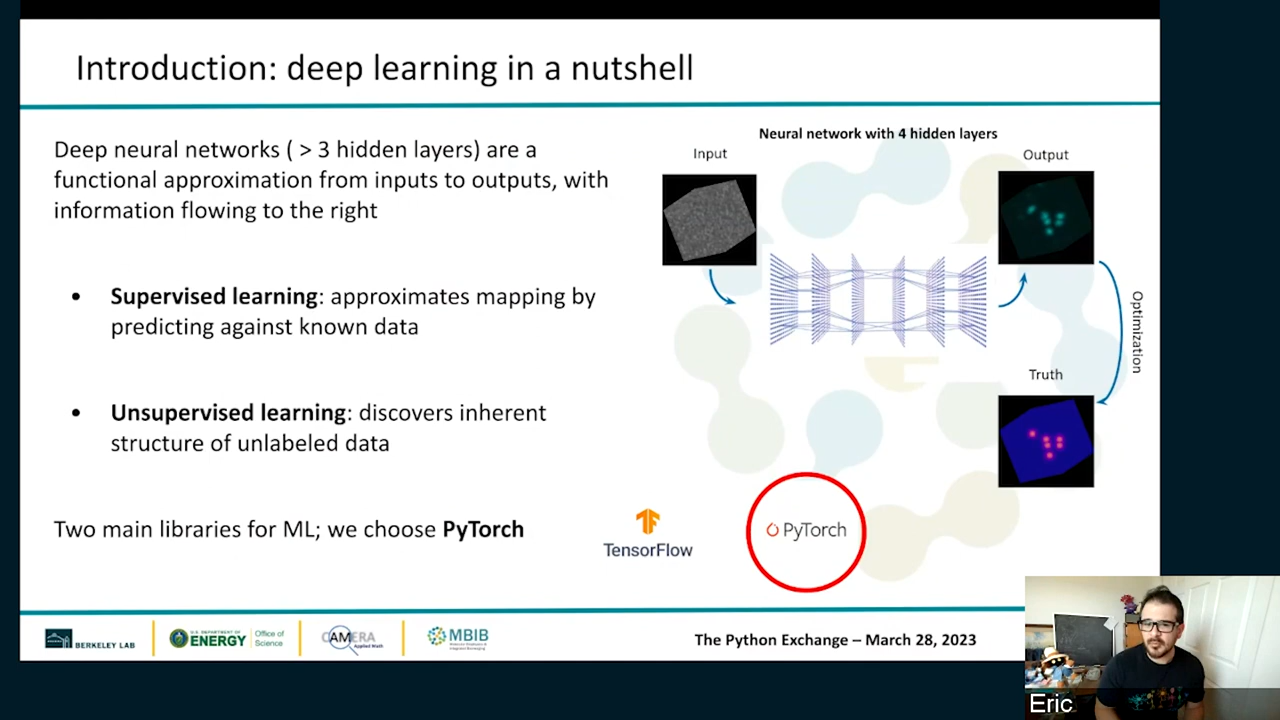 Introduction: deep learning in a nutshell
Deep neural networks ( > 3 hidden layers) are a
functional approximation from inputs to outputs, with
information flowing to the right
• Supervised learning: approximates mapping by
predicting against known data
• Unsupervised learning: discovers inherent
structure of unlabeled data
Two main libraries for ML; we choose PyTorch
Neural network with 4 hidden layers
Input
Output
Optimization
Truth
TensorFlow
PyTorch
BERKELEY LAB
U.S. DEPARTMENT OF
ENERGY
Office of
Science
CAMERA
Applied Math
MBIB
The Python Exchange – March 28, 2023
Eric